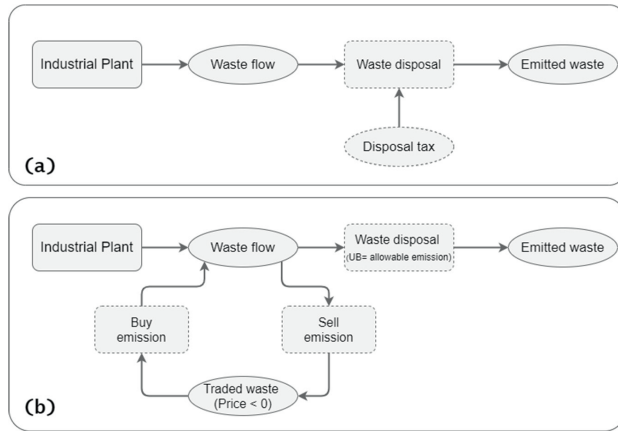 Industrial Plant
Waste flow
Waste disposal
Emitted waste
Disposal tax
(a)
Industrial Plant
Waste flow
Waste disposal
(UB= allowable emission)
Emitted waste
Buy
emission
Sell
emission
Traded waste
(Price < 0)
(b)